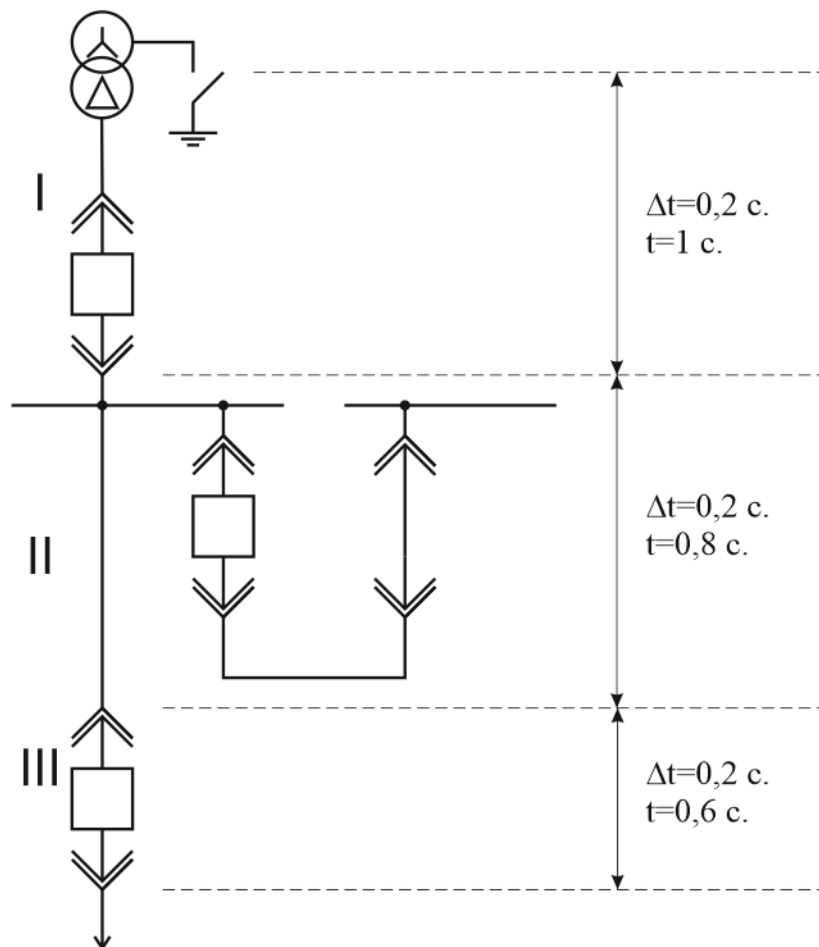 I
Δt=0,2 с.
t=1 с.
II
Δt=0,2 с.
t=0,8 с.
III
Δt=0,2 с.
t=0,6 с.